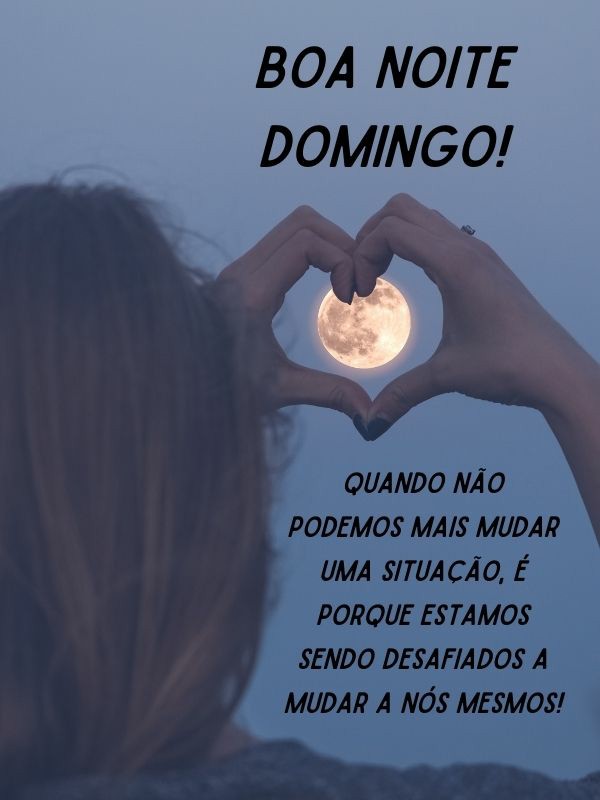 BOA NOITE
DOMINGO!
QUANDO NÃO
PODEMOS MAIS MUDAR
UMA SITUAÇÃO, É
PORQUE ESTAMOS
SENDO DESAFIADOS A
MUDAR A NÓS MESMOS!